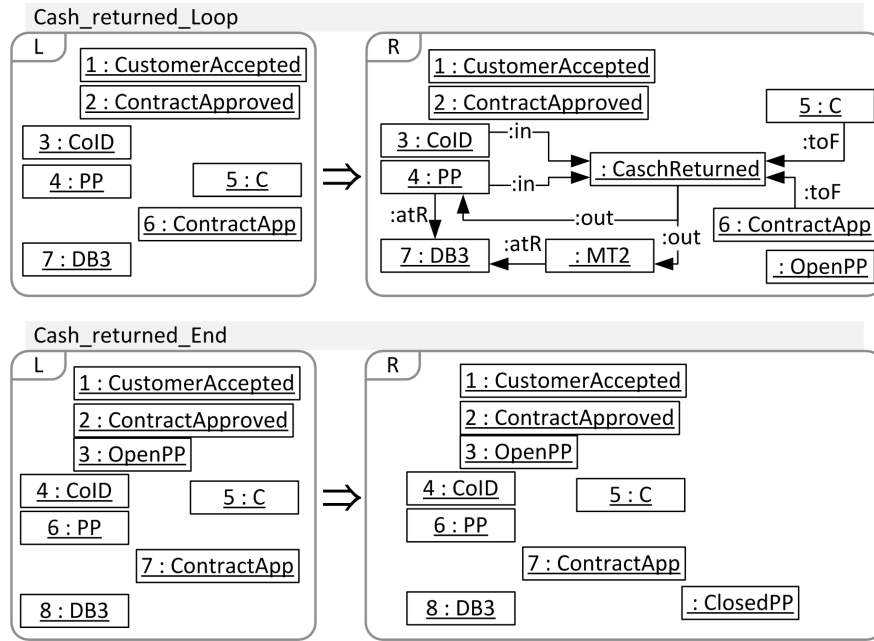 Cash_returned_Loop
L
1 : CustomerAccepted
2 : ContractApproved
3 : CoID
4 : PP
5 : C
6 : ContractApp
7 : DB3
⇒
R
1 : CustomerAccepted
2 : ContractApproved
5 : C
3 : CoID
:in
:toF
: CaschReturned
4 : PP
:in
:toF
:atR
:out
6 : ContractApp
:out
7 : DB3
:atR
: MT2
: OpenPP
Cash_returned_End
L
1 : CustomerAccepted
2 : ContractApproved
3 : OpenPP
4 : CoID
5 : C
6 : PP
7 : ContractApp
8 : DB3
⇒
R
1 : CustomerAccepted
2 : ContractApproved
3 : OpenPP
4 : CoID
5 : C
6 : PP
7 : ContractApp
8 : DB3
: ClosedPP